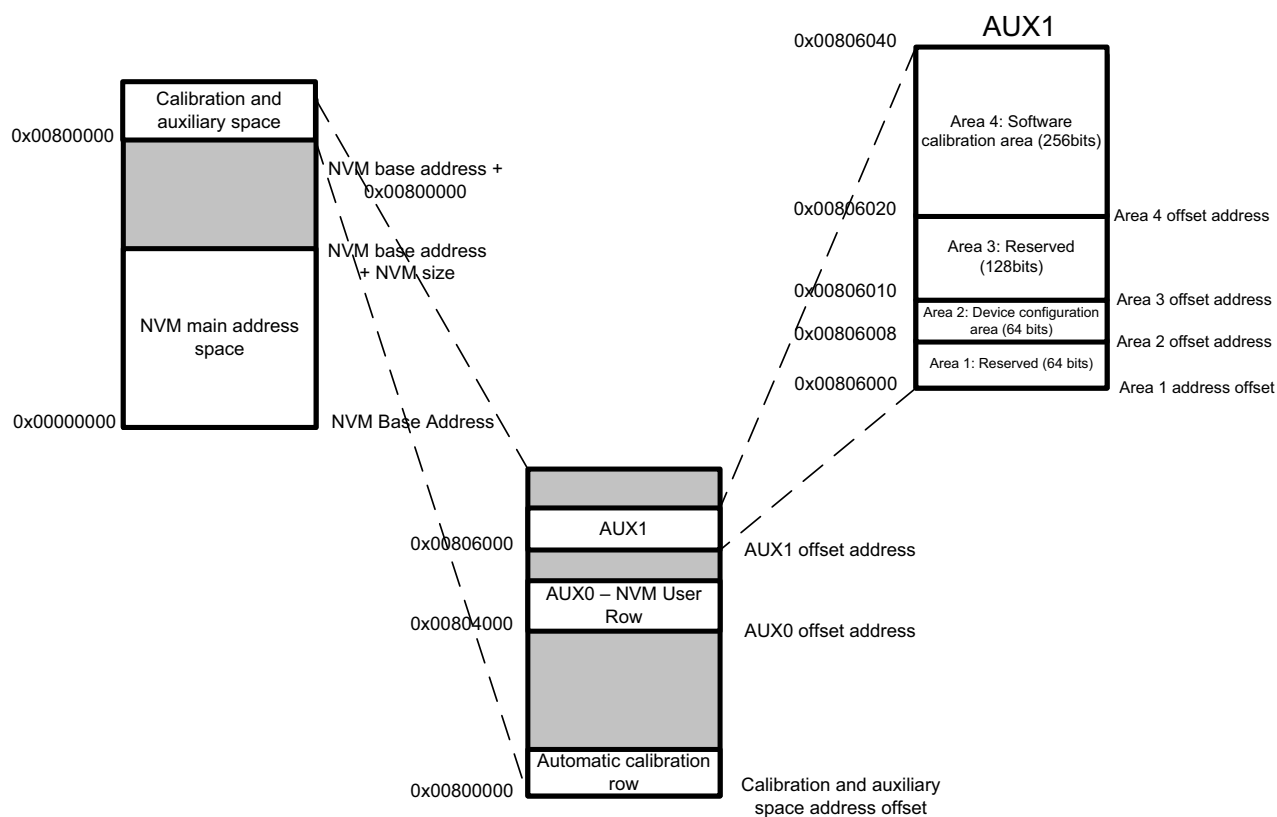 AUX1
0x00806040
Calibration and
auxiliary space
0x00800000
NVM base address +
0x00800000
NVM base address
+ NVM size
NVM main address
space
0x00000000
NVM Base Address
Area 4: Software
calibration area (256bits)
0x00806020
Area 4 offset address
Area 3: Reserved
(128bits)
0x00806010
Area 3 offset address
Area 2: Device configuration
area (64 bits)
0x00806008
Area 2 offset address
Area 1: Reserved (64 bits)
0x00806000
Area 1 address offset
AUX1
0x00806000
AUX1 offset address
AUX0 – NVM User
Row
0x00804000
AUX0 offset address
Automatic calibration
row
0x00800000
Calibration and auxiliary
space address offset